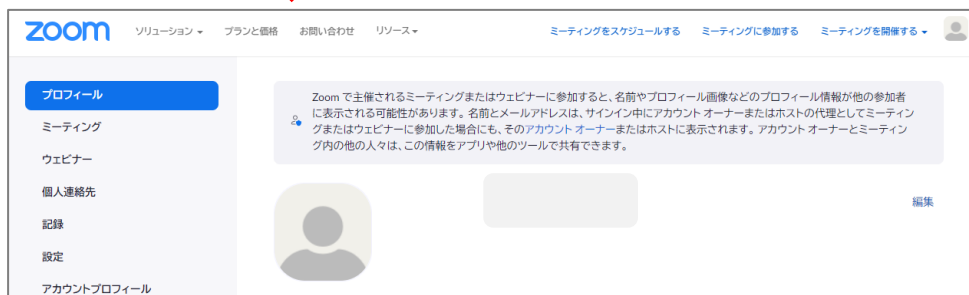 zoom ソリューション プランと価格 お問い合わせ リソース ミーティングをスケジュールする ミーティングに参加する ミーティングを開催する
プロフィール
ミーティング
ウェビナー
個人連絡先
記録
設定
アカウントプロフィール
Zoom で主催されるミーティングまたはウェビナーに参加すると、名前やプロフィール画像などのプロフィール情報が他の参加者
に表示される可能性があります。名前とメールアドレスは、サインイン中にアカウント オーナーまたはホストの代理としてミーティン
グまたはウェビナーに参加した場合にも、そのアカウント オーナーまたはホストに表示されます。アカウント オーナーとミーティン
グ内の他の人々は、この情報をアプリや他のツールで共有できます。
編集